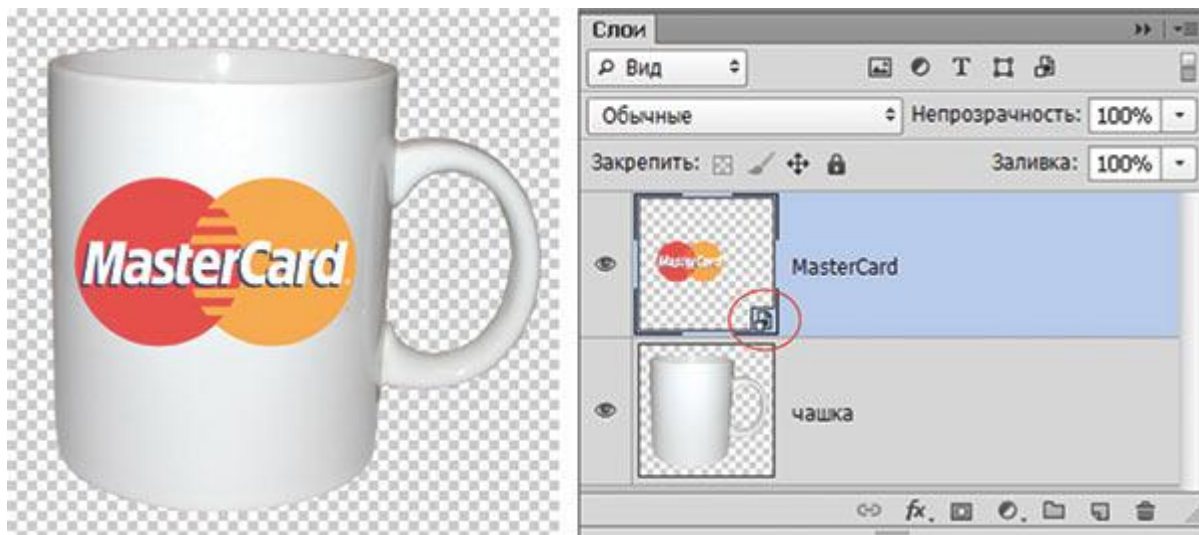 MasterCard
Слои
Вид
Обычные
Непрозрачность: 100%
Закрепить:
Заливка: 100%
MasterCard
MasterCard
чашка
fx